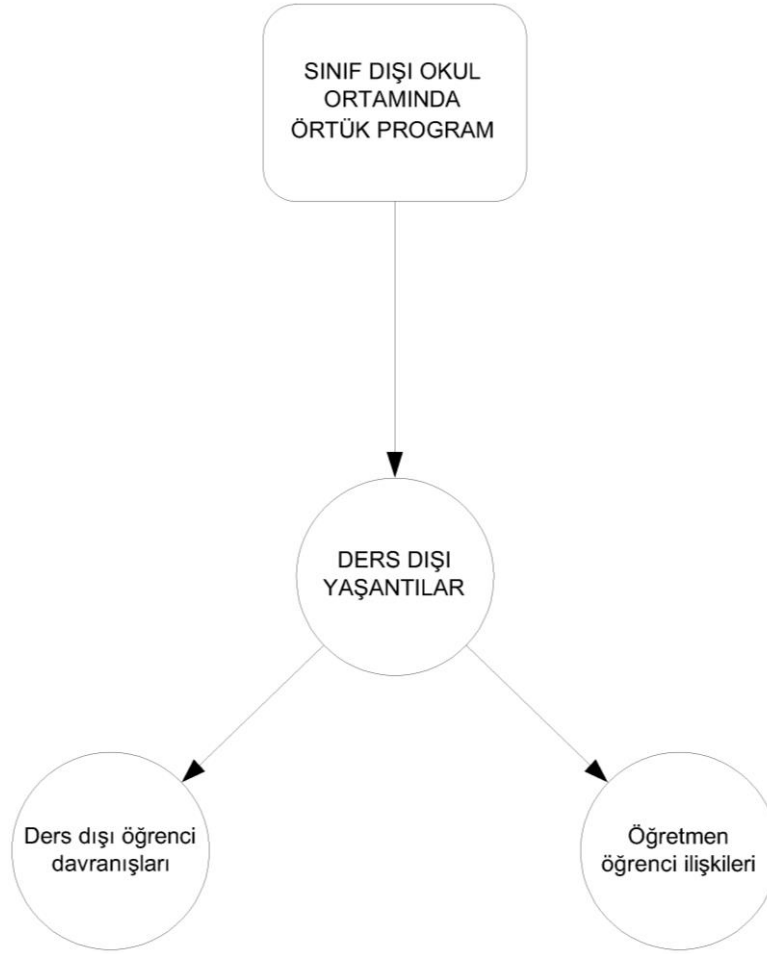 SINIF DIŞI OKUL
ORTAMINDA
ÖRTÜK PROGRAM
DERS DIŞI
YAŞANTILAR
Ders dışı öğrenci
davranışları
Öğretmen
öğrenci ilişkileri